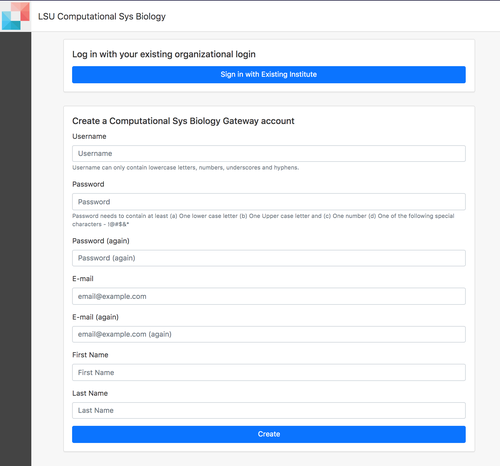 LSU Computational Sys Biology
Log in with your existing organizational login
Sign in with Existing Institute
Create a Computational Sys Biology Gateway account
Username
Username
Username can only contain lowercase letters, numbers, underscores and hyphens.
Password
Password
Password needs to contain at least (a) One lower case letter (b) One Upper case letter and (c) One number (d) One of the following special
characters - !@#$&*
Password (again)
Password (again)
E-mail
email@example.com
E-mail (again)
email@example.com (again)
First Name
First Name
Last Name
Last Name
Create